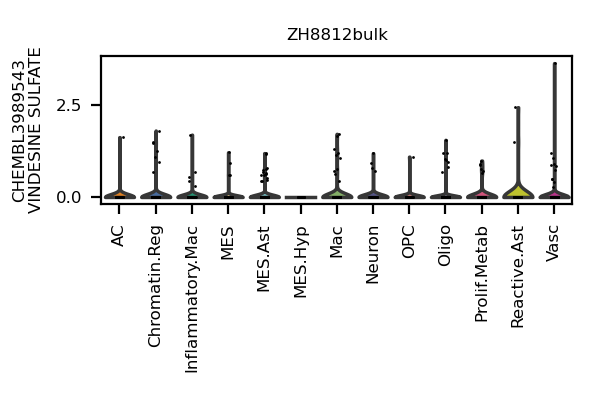 ZH8812bulk
CHEMBL3989543
VINDESINE SULFATE
2.5
0.0
AC
Chromatin.Reg
Inflammatory.Mac
MES
MES.Ast
MES.Hyp
Mac
Neuron
OPC
Oligo
Prolif.Metab
Reactive.Ast
Vasc